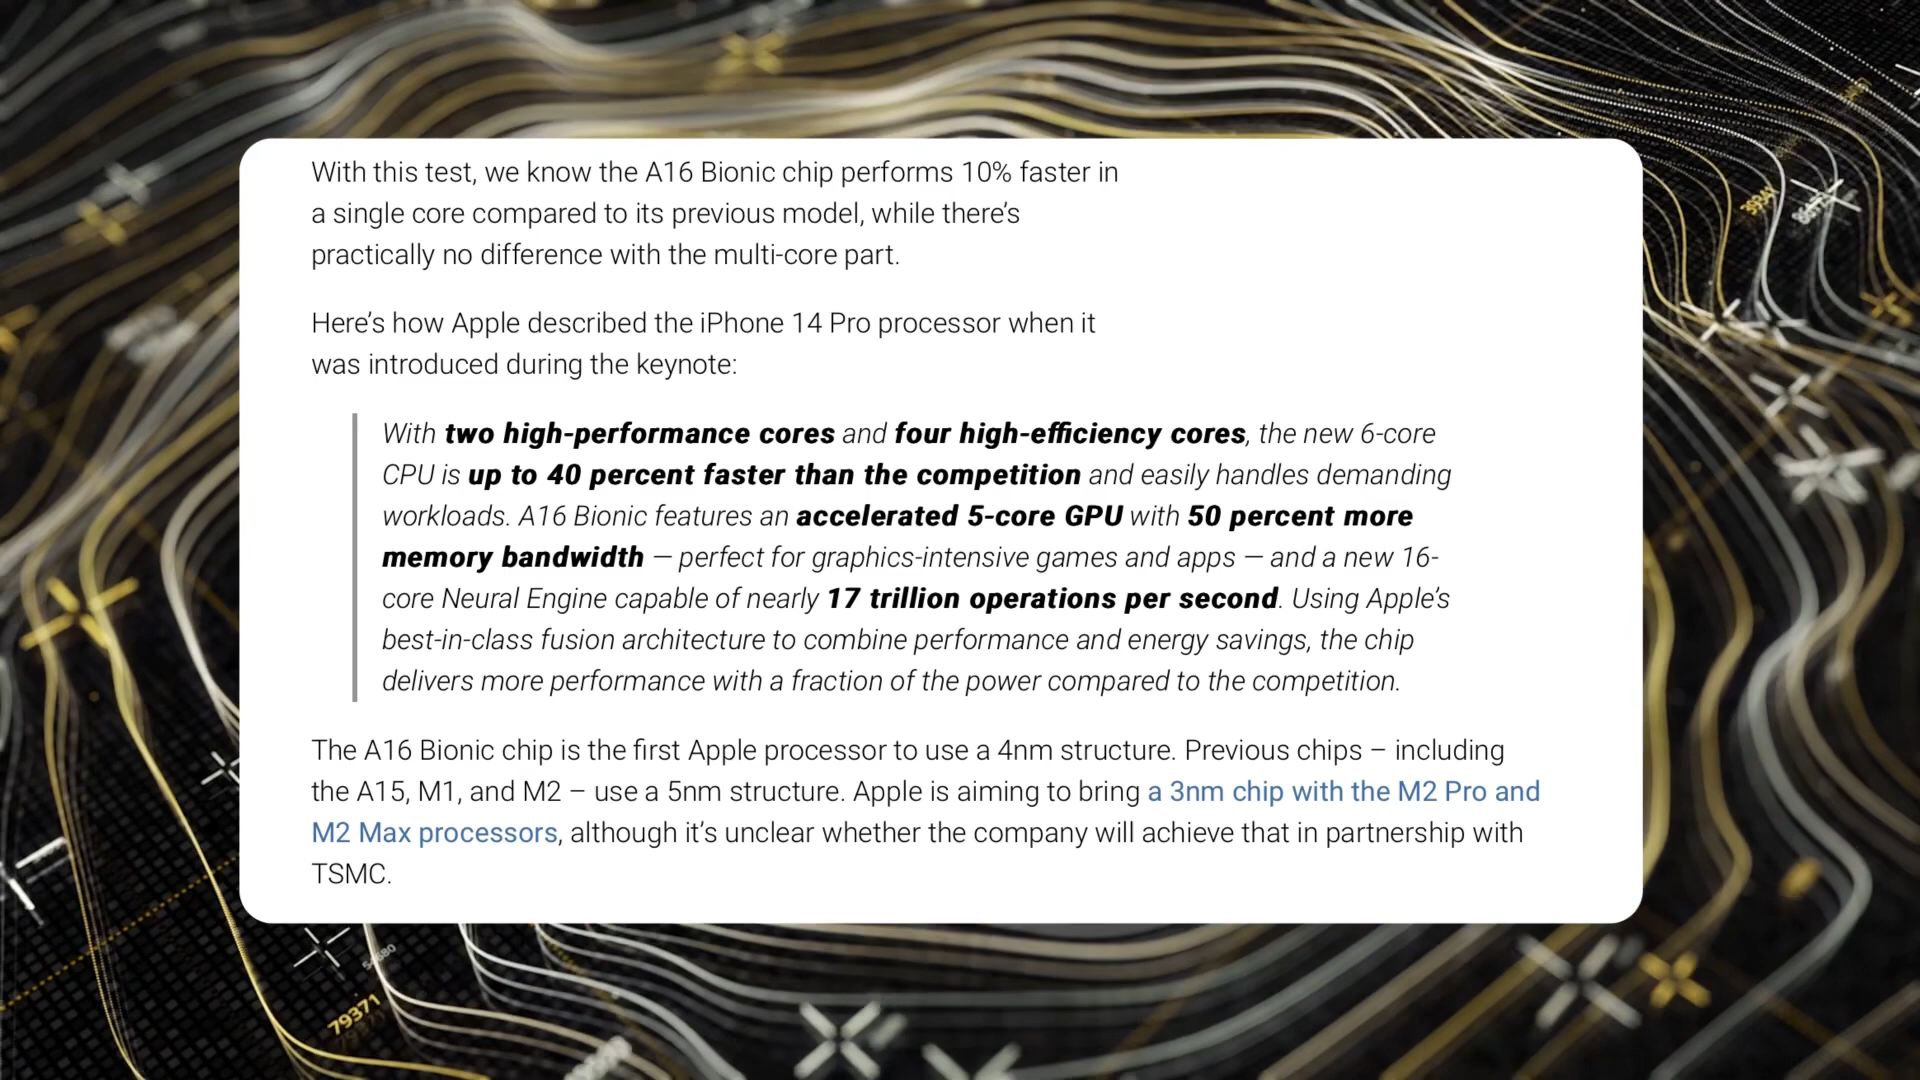 With this test, we know the A16 Bionic chip performs 10% faster in
a single core compared to its previous model, while there’s
practically no difference with the multi-core part.
Here’s how Apple described the iPhone 14 Pro processor when it
was introduced during the keynote:
With two high-performance cores and four high-efficiency cores, the new 6-core
CPU is up to 40 percent faster than the competition and easily handles demanding
workloads. A16 Bionic features an accelerated 5-core GPU with 50 percent more
memory bandwidth — perfect for graphics-intensive games and apps — and a new 16-
core Neural Engine capable of nearly 17 trillion operations per second. Using Apple’s
best-in-class fusion architecture to combine performance and energy savings, the chip
delivers more performance with a fraction of the power compared to the competition.
The A16 Bionic chip is the first Apple processor to use a 4nm structure. Previous chips – including
the A15, M1, and M2 – use a 5nm structure. Apple is aiming to bring a 3nm chip with the M2 Pro and
M2 Max processors, although it’s unclear whether the company will achieve that in partnership with
TSMC.
79371